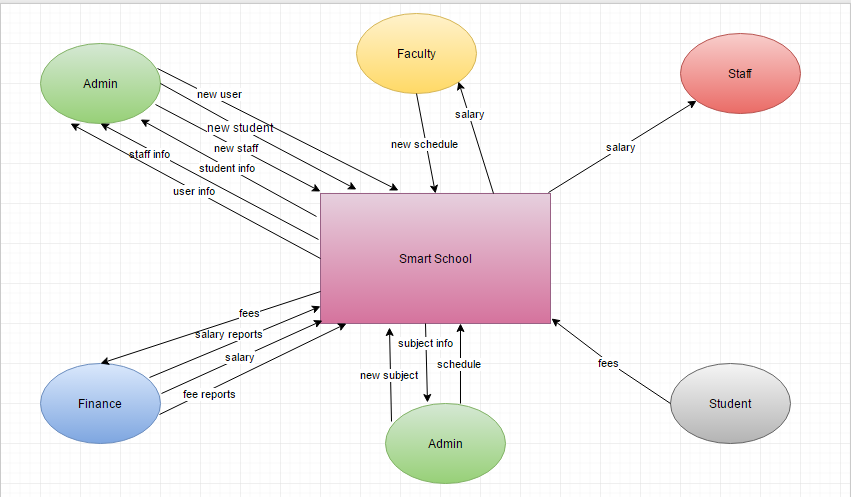 Faculty
Admin
Staff
new user
new student
new staff
student info
staff info
user info
new schedule
salary
salary
Smart School
fees
salary reports
salary
fee reports
subject info
schedule
new subject
fees
Finance
Admin
Student